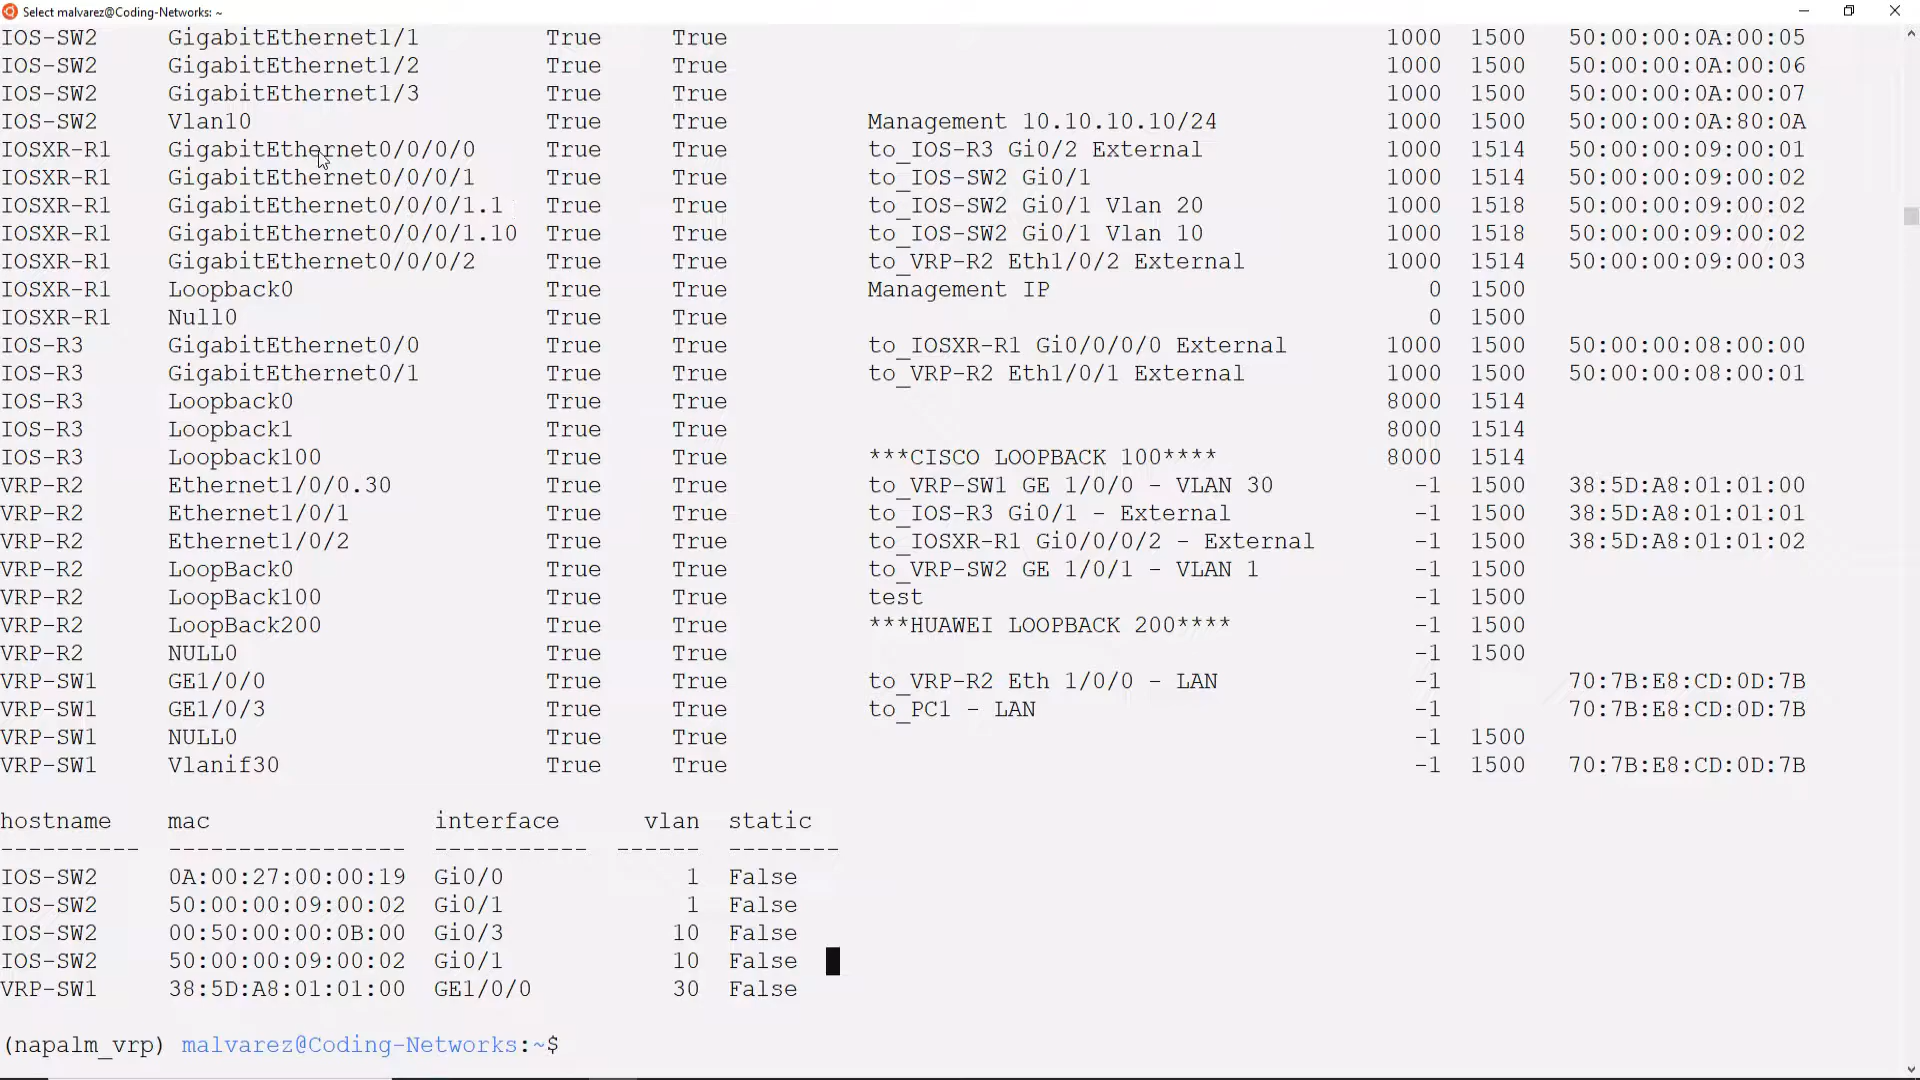 Select malvarez@Coding-Networks: ~
IOS-SW2 GigabitEthernet1/1 True True 1000 1500 50:00:00:0A:00:05
IOS-SW2 GigabitEthernet1/2 True True 1000 1500 50:00:00:0A:00:06
IOS-SW2 GigabitEthernet1/3 True True 1000 1500 50:00:00:0A:00:07
IOS-SW2 Vlan10 True True Management 10.10.10.10/24 1000 1500 50:00:00:0A:80:0A
IOSXR-R1 GigabitEthernet0/0/0/0 True True to_IOS-R3 Gi0/2 External 1000 1514 50:00:00:09:00:01
IOSXR-R1 GigabitEthernet0/0/0/1 True True to_IOS-SW2 Gi0/1 1000 1514 50:00:00:09:00:02
IOSXR-R1 GigabitEthernet0/0/0/1.1 True True to_IOS-SW2 Gi0/1 Vlan 20 1000 1518 50:00:00:09:00:02
IOSXR-R1 GigabitEthernet0/0/0/1.10 True True to_IOS-SW2 Gi0/1 Vlan 10 1000 1518 50:00:00:09:00:02
IOSXR-R1 GigabitEthernet0/0/0/2 True True to_VRP-R2 Eth1/0/2 External 1000 1514 50:00:00:09:00:03
IOSXR-R1 Loopback0 True True Management IP 0 1500
IOSXR-R1 Null0 True True 0 1500
IOS-R3 GigabitEthernet0/0 True True to_IOSXR-R1 Gi0/0/0/0 External 1000 1500 50:00:00:08:00:00
IOS-R3 GigabitEthernet0/1 True True to_VRP-R2 Eth1/0/1 External 1000 1500 50:00:00:08:00:01
IOS-R3 Loopback0 True True 8000 1514
IOS-R3 Loopback1 True True 8000 1514
IOS-R3 Loopback100 True True ***CISCO LOOPBACK 100**** 8000 1514
VRP-R2 Ethernet1/0/0.30 True True to_VRP-SW1 GE 1/0/0 - VLAN 30 -1 1500 38:5D:A8:01:01:00
VRP-R2 Ethernet1/0/1 True True to_IOS-R3 Gi0/1 - External -1 1500 38:5D:A8:01:01:01
VRP-R2 Ethernet1/0/2 True True to_IOSXR-R1 Gi0/0/0/2 - External -1 1500 38:5D:A8:01:01:02
VRP-R2 LoopBack0 True True to_VRP-SW2 GE 1/0/1 - VLAN 1 -1 1500
VRP-R2 LoopBack100 True True test -1 1500
VRP-R2 LoopBack200 True True ***HUAWEI LOOPBACK 200**** -1 1500
VRP-R2 NULL0 True True -1 1500
VRP-SW1 GE1/0/0 True True to_VRP-R2 Eth 1/0/0 - LAN -1 70:7B:E8:CD:0D:7B
VRP-SW1 GE1/0/3 True True to_PC1 - LAN -1 70:7B:E8:CD:0D:7B
VRP-SW1 NULL0 True True -1 1500
VRP-SW1 Vlanif30 True True -1 1500 70:7B:E8:CD:0D:7B
hostname mac interface vlan static
---------- ----------------- ----------- ------ --------
IOS-SW2 0A:00:27:00:00:19 Gi0/0 1 False
IOS-SW2 50:00:00:09:00:02 Gi0/1 1 False
IOS-SW2 00:50:00:00:0B:00 Gi0/3 10 False
IOS-SW2 50:00:00:09:00:02 Gi0/1 10 False
VRP-SW1 38:5D:A8:01:01:00 GE1/0/0 30 False
(napalm_vrp) malvarez@Coding-Networks:~$